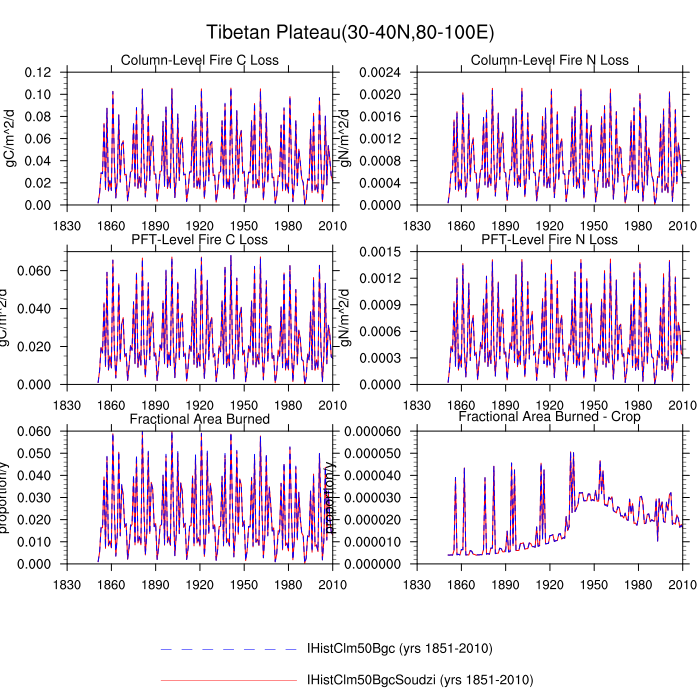 Tibetan Plateau(30-40N,80-100E)
Column-Level Fire C Loss
gC/m^2/d
0.12
0.10
0.08
0.06
0.04
0.02
0.00
1830 1860 1890 1920 1950 1980 2010
Column-Level Fire N Loss
gN/m^2/d
0.0024
0.0020
0.0016
0.0012
0.0008
0.0004
0.0000
1830 1860 1890 1920 1950 1980 2010
PFT-Level Fire C Loss
gC/m^2/d
0.060
0.040
0.020
0.000
1830 1860 1890 1920 1950 1980 2010
PFT-Level Fire N Loss
gN/m^2/d
0.0015
0.0012
0.0009
0.0006
0.0003
0.0000
1830 1860 1890 1920 1950 1980 2010
Fractional Area Burned
proportion/y
0.060
0.050
0.040
0.030
0.020
0.010
0.000
1830 1860 1890 1920 1950 1980 2010
Fractional Area Burned - Crop
proportion/y
0.000060
0.000050
0.000040
0.000030
0.000020
0.000010
0.000000
1830 1860 1890 1920 1950 1980 2010
IHistClm50Bgc (yrs 1851-2010)
IHistClm50BgcSoudzi (yrs 1851-2010)